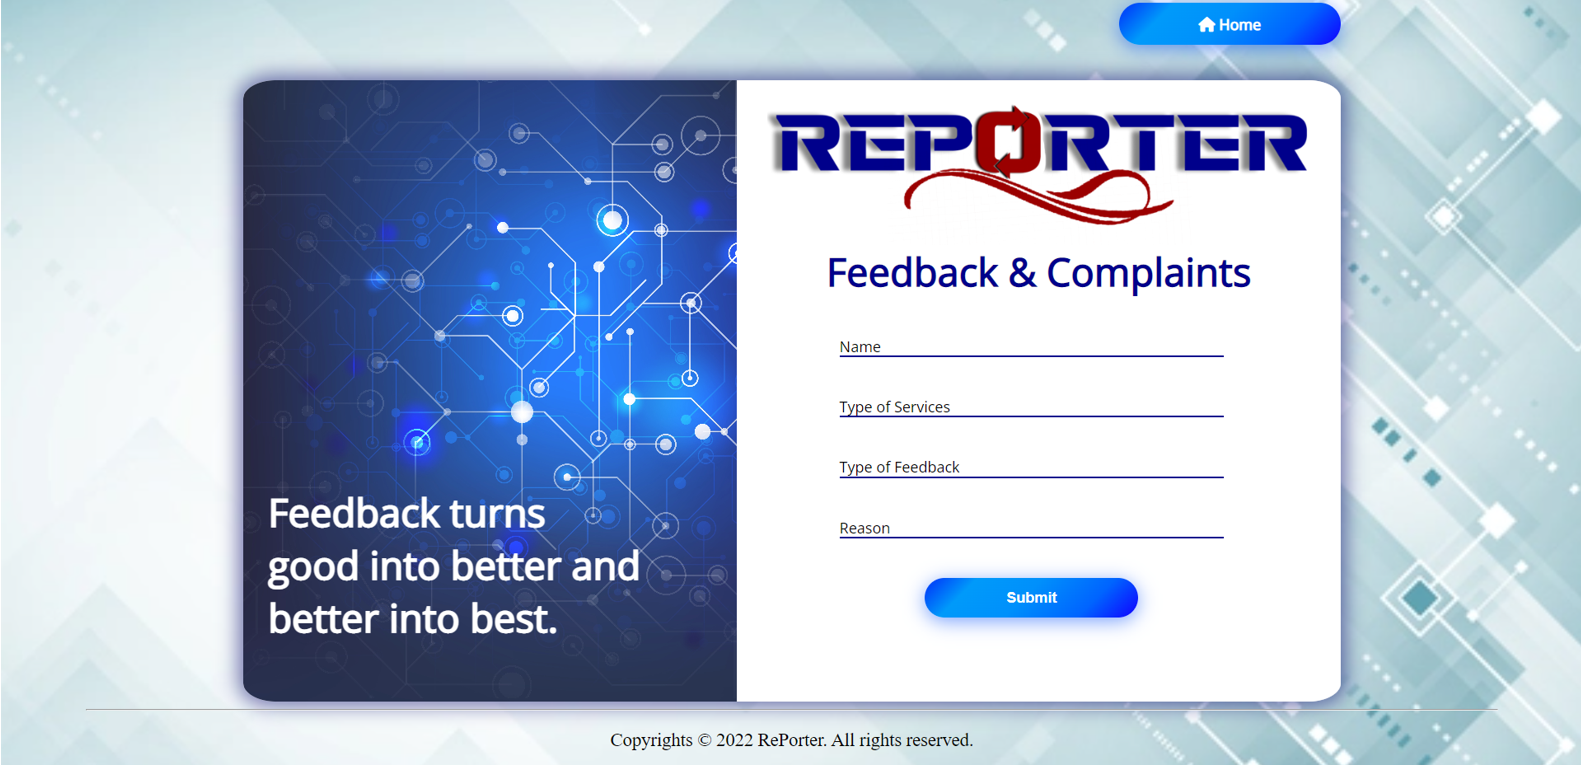 Home
REPORTER
Feedback & Complaints
Name
Type of Services
Type of Feedback
Reason
Submit
Feedback turns
good into better and
better into best.
Copyrights © 2022 RePorter. All rights reserved.